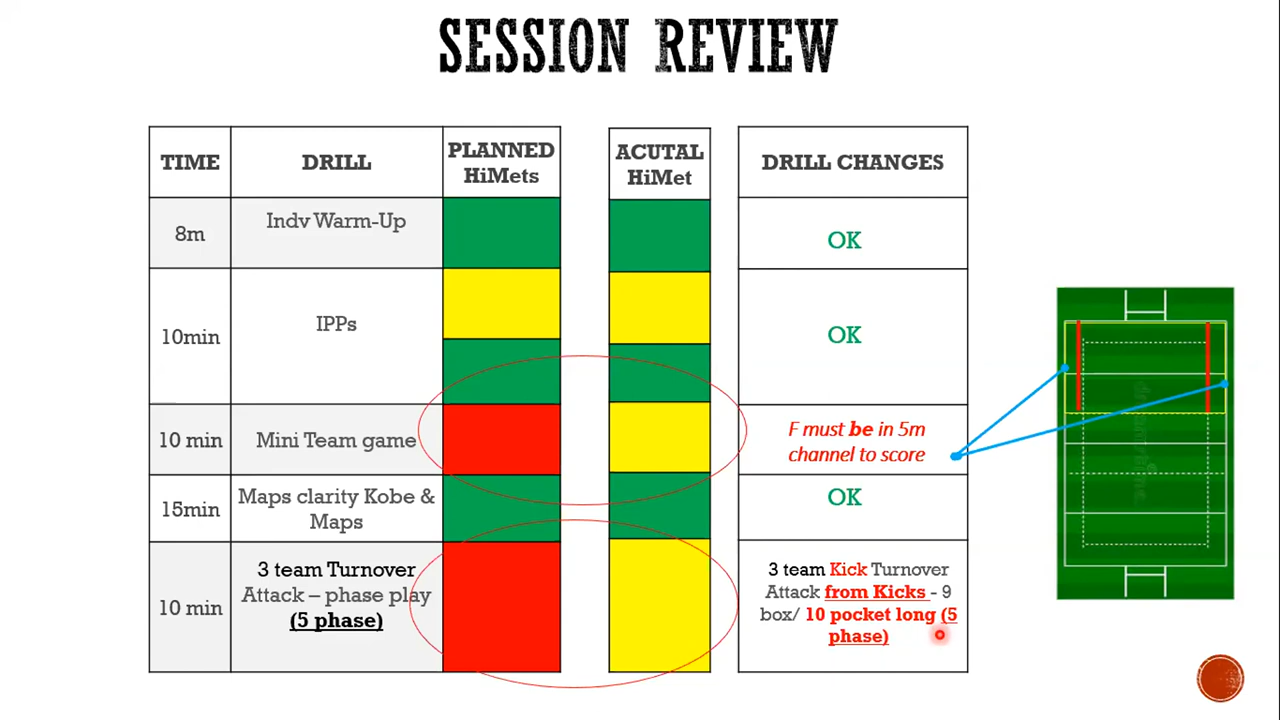 SESSION REVIEW
TIME
DRILL
PLANNED
HiMets
ACUTAL
HiMet
DRILL CHANGES
8m
Indv Warm-Up
OK
10min
IPPs
OK
10 min
Mini Team game
F must be in 5m
channel to score
15min
Maps clarity Kobe &
Maps
OK
10 min
3 team Turnover
Attack – phase play
(5 phase)
3 team Kick Turnover
Attack from Kicks - 9
box/ 10 pocket long (5
phase)